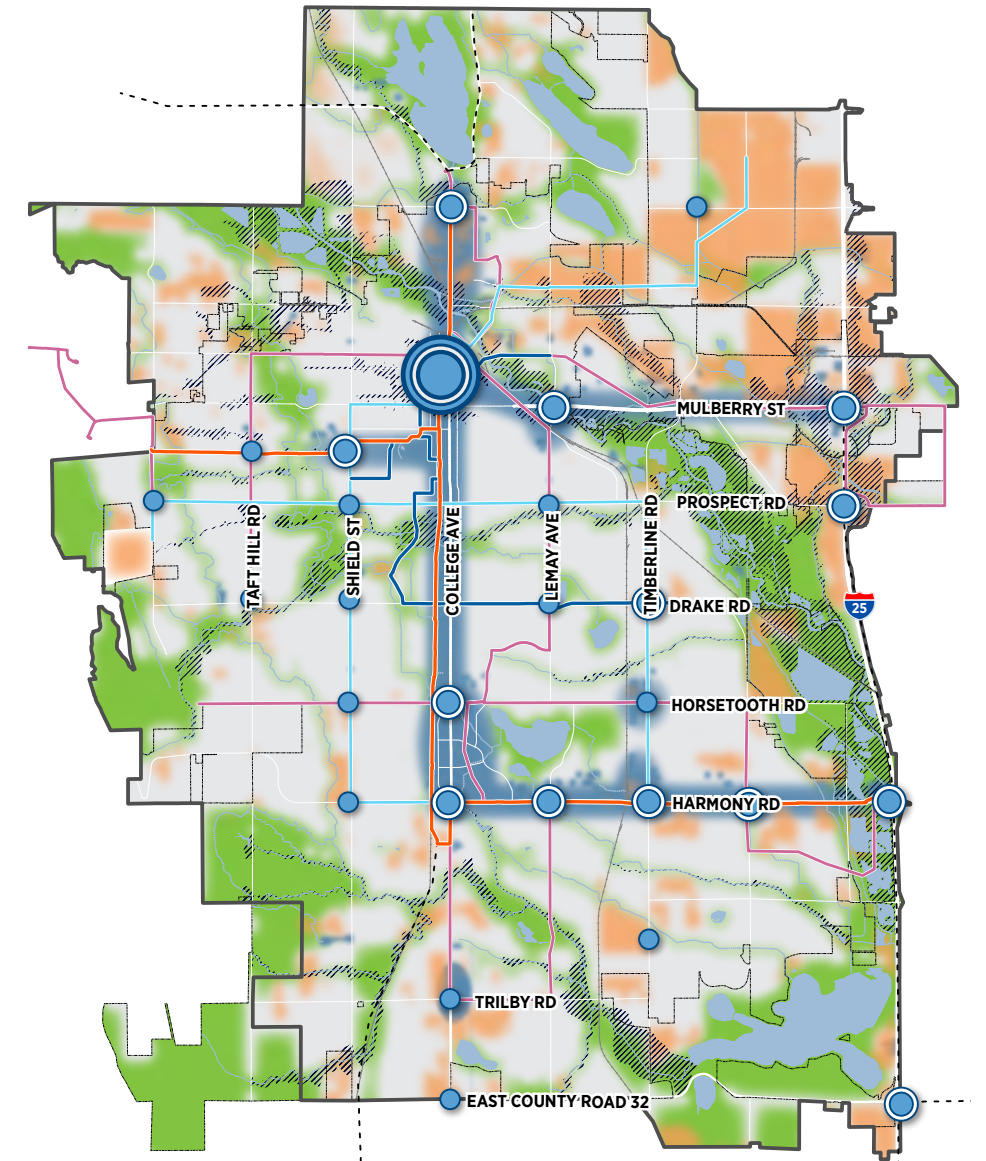 MULBERRY ST
PROSPECT RD
TAFT HILL RD
SHIELD ST
COLLEGE AVE
LEMAY AVE
TIMBERLINE RD
DRAKE RD
25
HORSETOOTH RD
HARMONY RD
TRILBY RD
EAST COUNTY ROAD 32